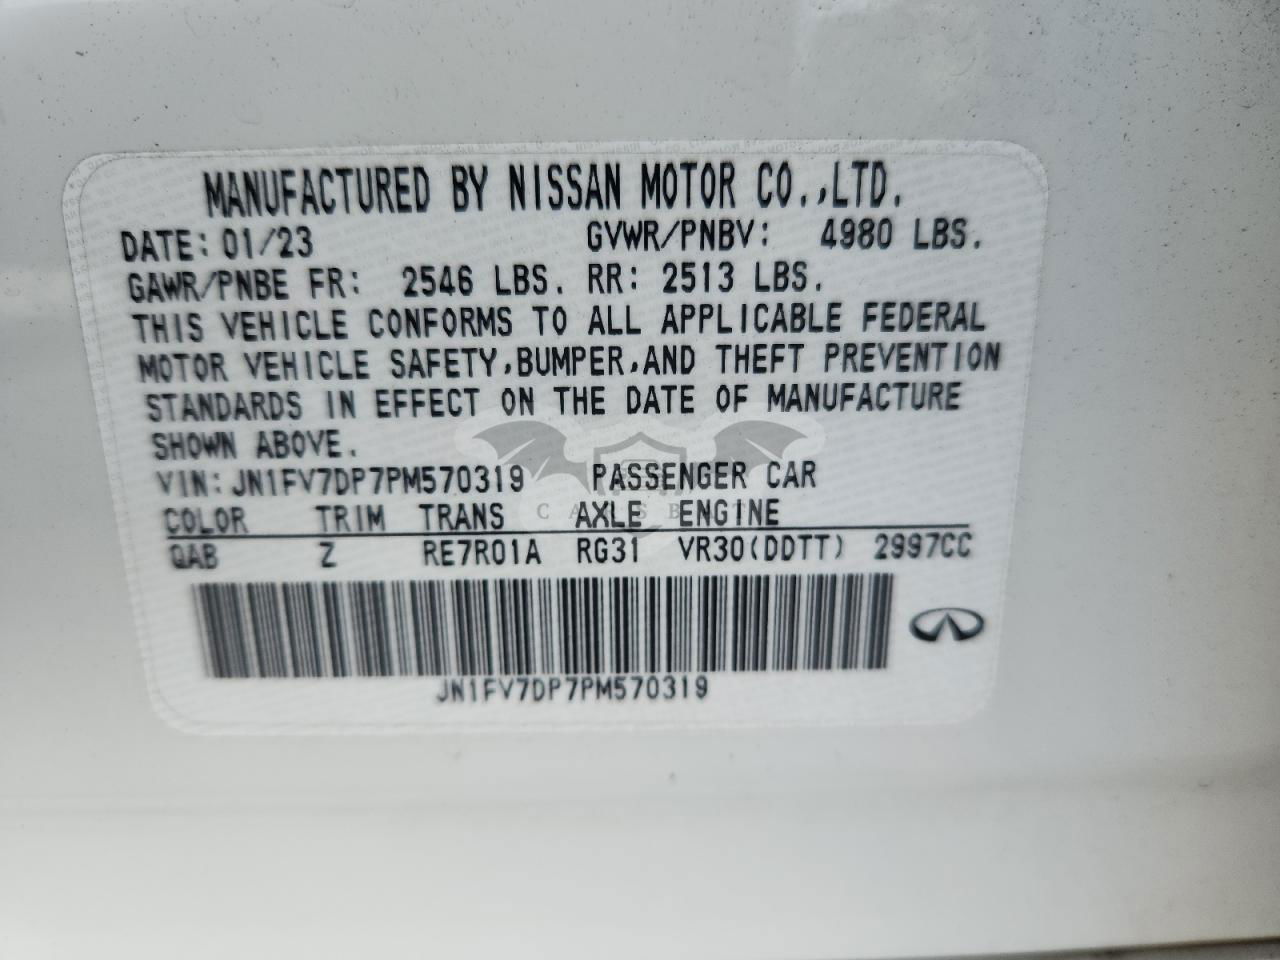 MANUFACTURED BY NISSAN MOTOR CO.,LTD.
DATE: 01/23 GVWR/PNBV: 4980 LBS.
GAWR/PNBE FR: 2546 LBS. RR: 2513 LBS.
THIS VEHICLE CONFORMS TO ALL APPLICABLE FEDERAL
MOTOR VEHICLE SAFETY,BUMPER,AND THEFT PREVENTION
STANDARDS IN EFFECT ON THE DATE OF MANUFACTURE
SHOWN ABOVE.
VIN: JN1FV7DP7PM570319 PASSENGER CAR
COLOR TRIM TRANS AXLE ENGINE
QAB Z RE7R01A RG31 VR30(DDTT) 2997CC
JN1FV7DP7PM570319